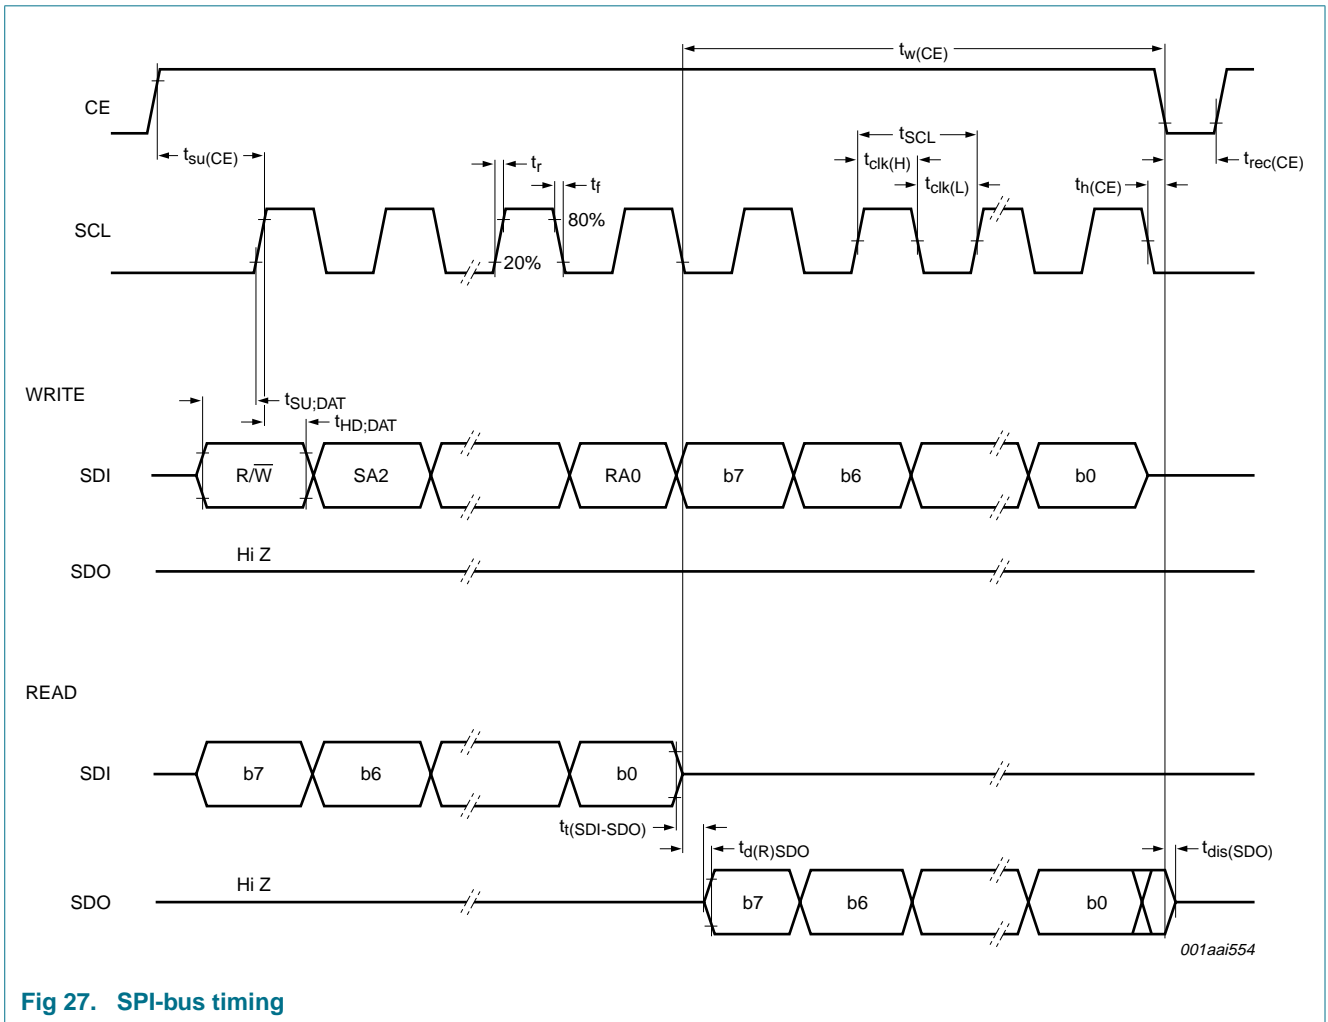 tw(CE)
CE
tsu(CE)
tr
tSCL
tclk(H)
trec(CE)
tf
tclk(L)
th(CE)
SCL
80%
20%
WRITE
tSU;DAT
tHD;DAT
SDI R/W̅ SA2 RA0 b7 b6 b0
Hi Z
SDO
READ
SDI b7 b6 b0
tt(SDI-SDO)
td(R)SDO
tdis(SDO)
Hi Z
SDO b7 b6 b0
001aai554
Fig 27. SPI-bus timing